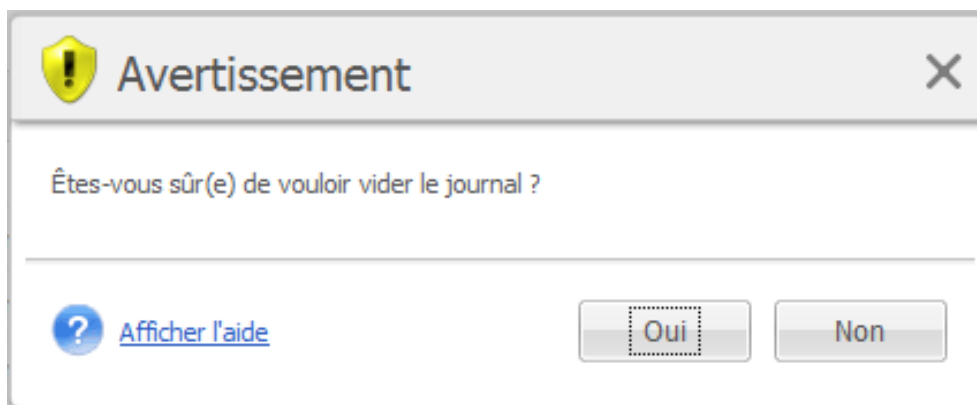 Avertissement
Êtes-vous sûr(e) de vouloir vider le journal ?
Afficher l'aide
Oui
Non